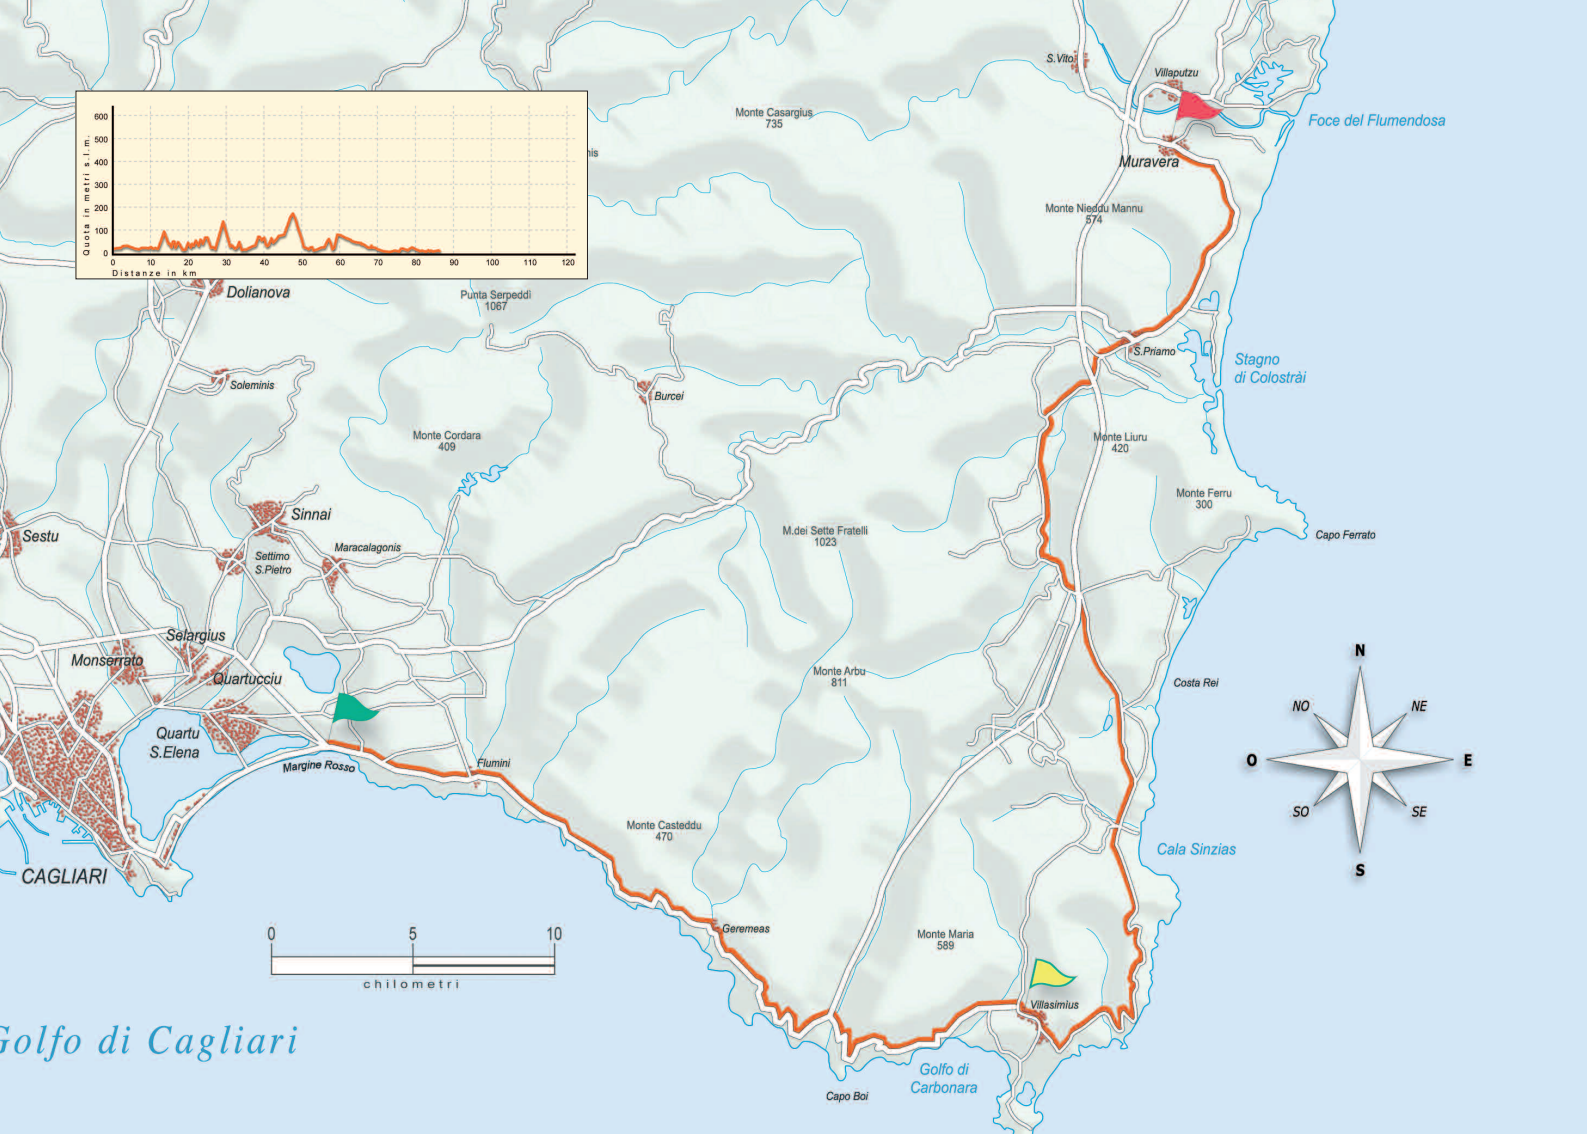 S.Vito
Villaputzu
Foce del Flumendosa
Monte Casargius
735
Muravera
Monte Nieddu Mannu
574
Quota in metri s.l.m.
600
500
400
300
200
100
0
0 10 20 30 40 50 60 70 80 90 100 110 120
Distanze in km
nis
Dolianova
Punta Serpeddì
1067
S.Priamo
Stagno
di Colostrài
Soleminis
Burcei
Monte Cordara
409
Monte Liuru
420
Monte Ferru
300
Sinnai
Sestu
M.dei Sette Fratelli
1023
Capo Ferrato
Settimo
S.Pietro
Maracalagonis
Selargius
Monserrato
Quartucciu
Monte Arbu
811
Costa Rei
Quartu
S.Elena
Margine Rosso
Flumini
N
NO
NE
O
E
SO
SE
S
Monte Casteddu
470
Cala Sinzias
CAGLIARI
Geremeas
Monte Maria
589
0 5 10
chilometri
Villasimius
Golfo di Cagliari
Golfo di
Carbonara
Capo Boi